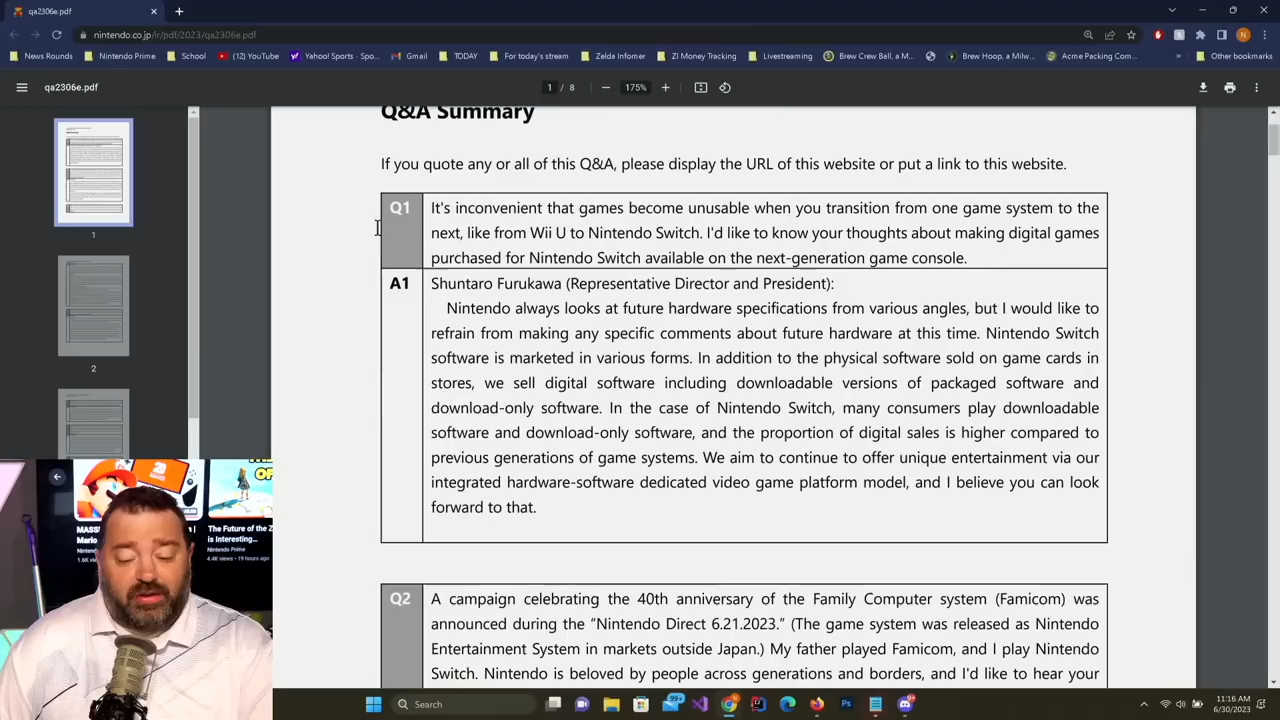 qa2306e.pdf
nintendo.co.jp/ir/pdf/2023/qa2306e.pdf
News Rounds
Nintendo Prime
School
(12) YouTube
Yahoo! Sports - Spo...
Gmail
TODAY
For today's stream
Zelda Informer
ZI Money Tracking
Livestreaming
Brew Crew Ball, a M...
Brew Hoop, a Milw...
Acme Packing Com...
Other bookmarks
qa2306e.pdf
1 / 8
175%
Q&A Summary
If you quote any or all of this Q&A, please display the URL of this website or put a link to this website.
Q1
It's inconvenient that games become unusable when you transition from one game system to the
next, like from Wii U to Nintendo Switch. I'd like to know your thoughts about making digital games
purchased for Nintendo Switch available on the next-generation game console.
A1
Shuntaro Furukawa (Representative Director and President):
Nintendo always looks at future hardware specifications from various angles, but I would like to
refrain from making any specific comments about future hardware at this time. Nintendo Switch
software is marketed in various forms. In addition to the physical software sold on game cards in
stores, we sell digital software including downloadable versions of packaged software and
download-only software. In the case of Nintendo Switch, many consumers play downloadable
software and download-only software, and the proportion of digital sales is higher compared to
previous generations of game systems. We aim to continue to offer unique entertainment via our
integrated hardware-software dedicated video game platform model, and I believe you can look
forward to that.
Q2
A campaign celebrating the 40th anniversary of the Family Computer system (Famicom) was
announced during the “Nintendo Direct 6.21.2023.” (The game system was released as Nintendo
Entertainment System in markets outside Japan.) My father played Famicom, and I play Nintendo
Switch. Nintendo is beloved by people across generations and borders, and I'd like to hear your
1
2
MASS
Mario
Ninten
1.6K vie
The Future of the Z
is Interesting...
Nintendo Prime
4.4K views • 19 hours ago
Search
11:16 AM
6/30/2023